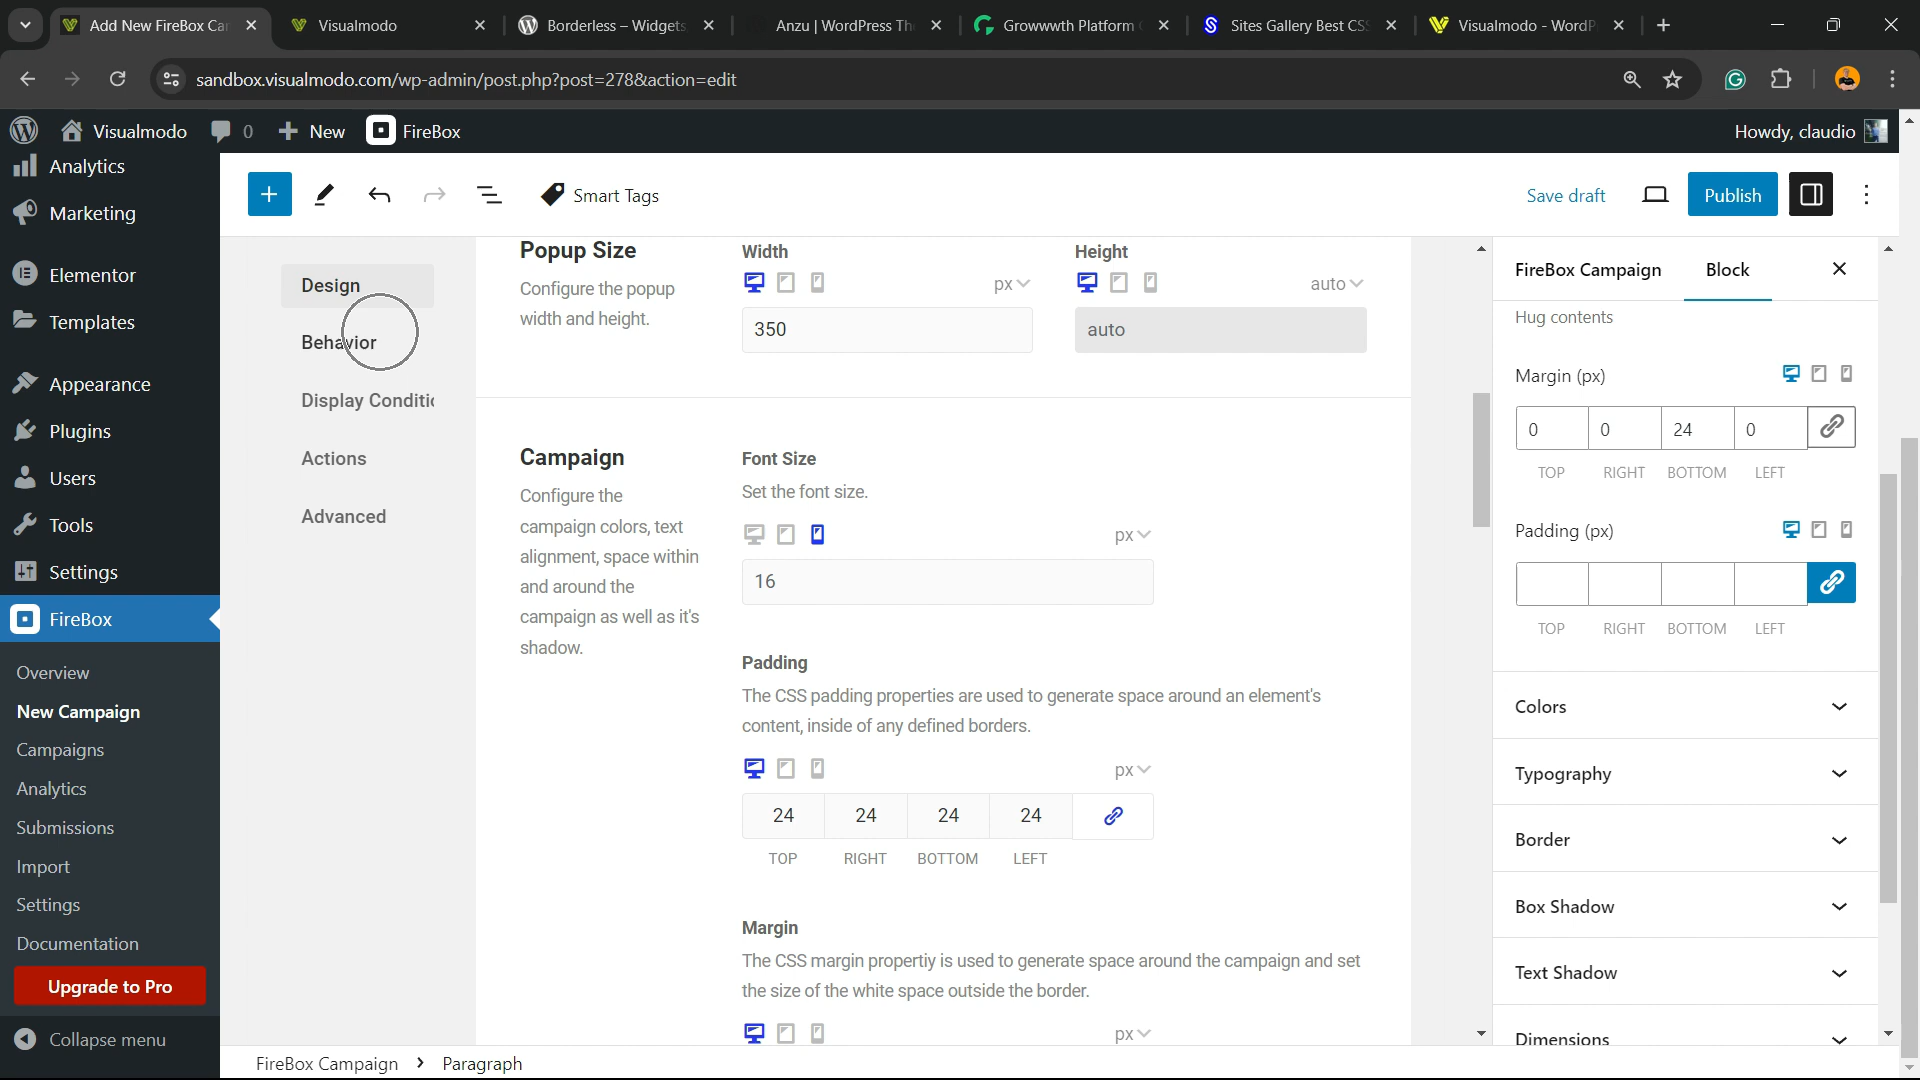 Add New FireBox Ca
Visualmodo
Borderless – Widgets
Anzu | WordPress Th
Growwwth Platform
Sites Gallery Best CS
Visualmodo - WordP
sandbox.visualmodo.com/wp-admin/post.php?post=278&action=edit
Visualmodo
0
New
FireBox
Howdy, claudio
Analytics
Marketing
Elementor
Templates
Appearance
Plugins
Users
Tools
Settings
FireBox
Overview
New Campaign
Campaigns
Analytics
Submissions
Import
Settings
Documentation
Upgrade to Pro
Collapse menu
Smart Tags
Save draft
Publish
Design
Behavior
Display Conditi
Actions
Advanced
Popup Size
Configure the popup
width and height.
Width
px
350
Height
auto
auto
Campaign
Configure the
campaign colors, text
alignment, space within
and around the
campaign as well as it's
shadow.
Font Size
Set the font size.
px
16
Padding
The CSS padding properties are used to generate space around an element's
content, inside of any defined borders.
px
24 24 24 24
TOP RIGHT BOTTOM LEFT
Margin
The CSS margin propertiy is used to generate space around the campaign and set
the size of the white space outside the border.
px
FireBox Campaign
Block
Hug contents
Margin (px)
0 0 24 0
TOP RIGHT BOTTOM LEFT
Padding (px)
TOP RIGHT BOTTOM LEFT
Colors
Typography
Border
Box Shadow
Text Shadow
Dimensions
FireBox Campaign
Paragraph